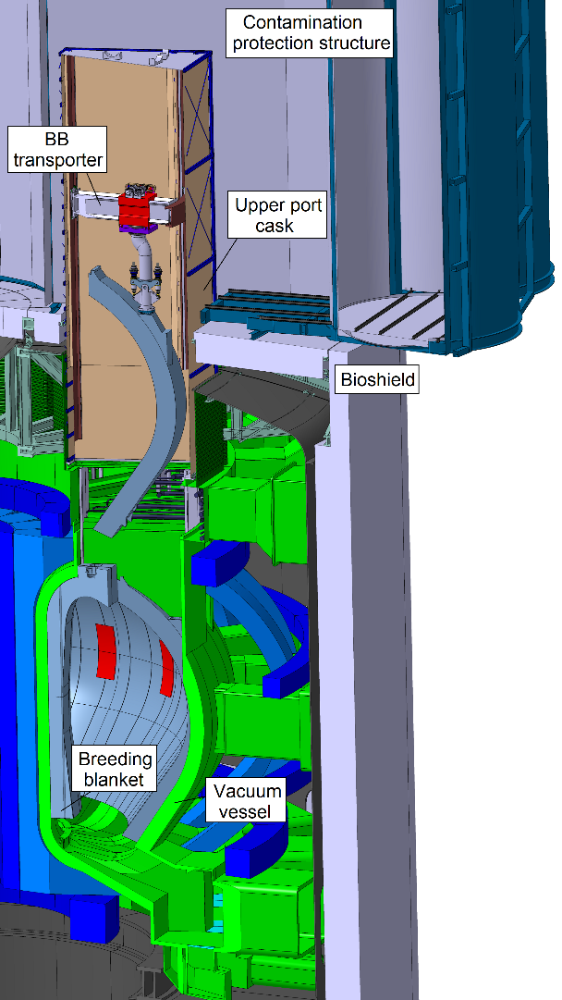 Contamination
protection structure
BB
transporter
Upper port
cask
Bioshield
Breeding
blanket
Vacuum
vessel